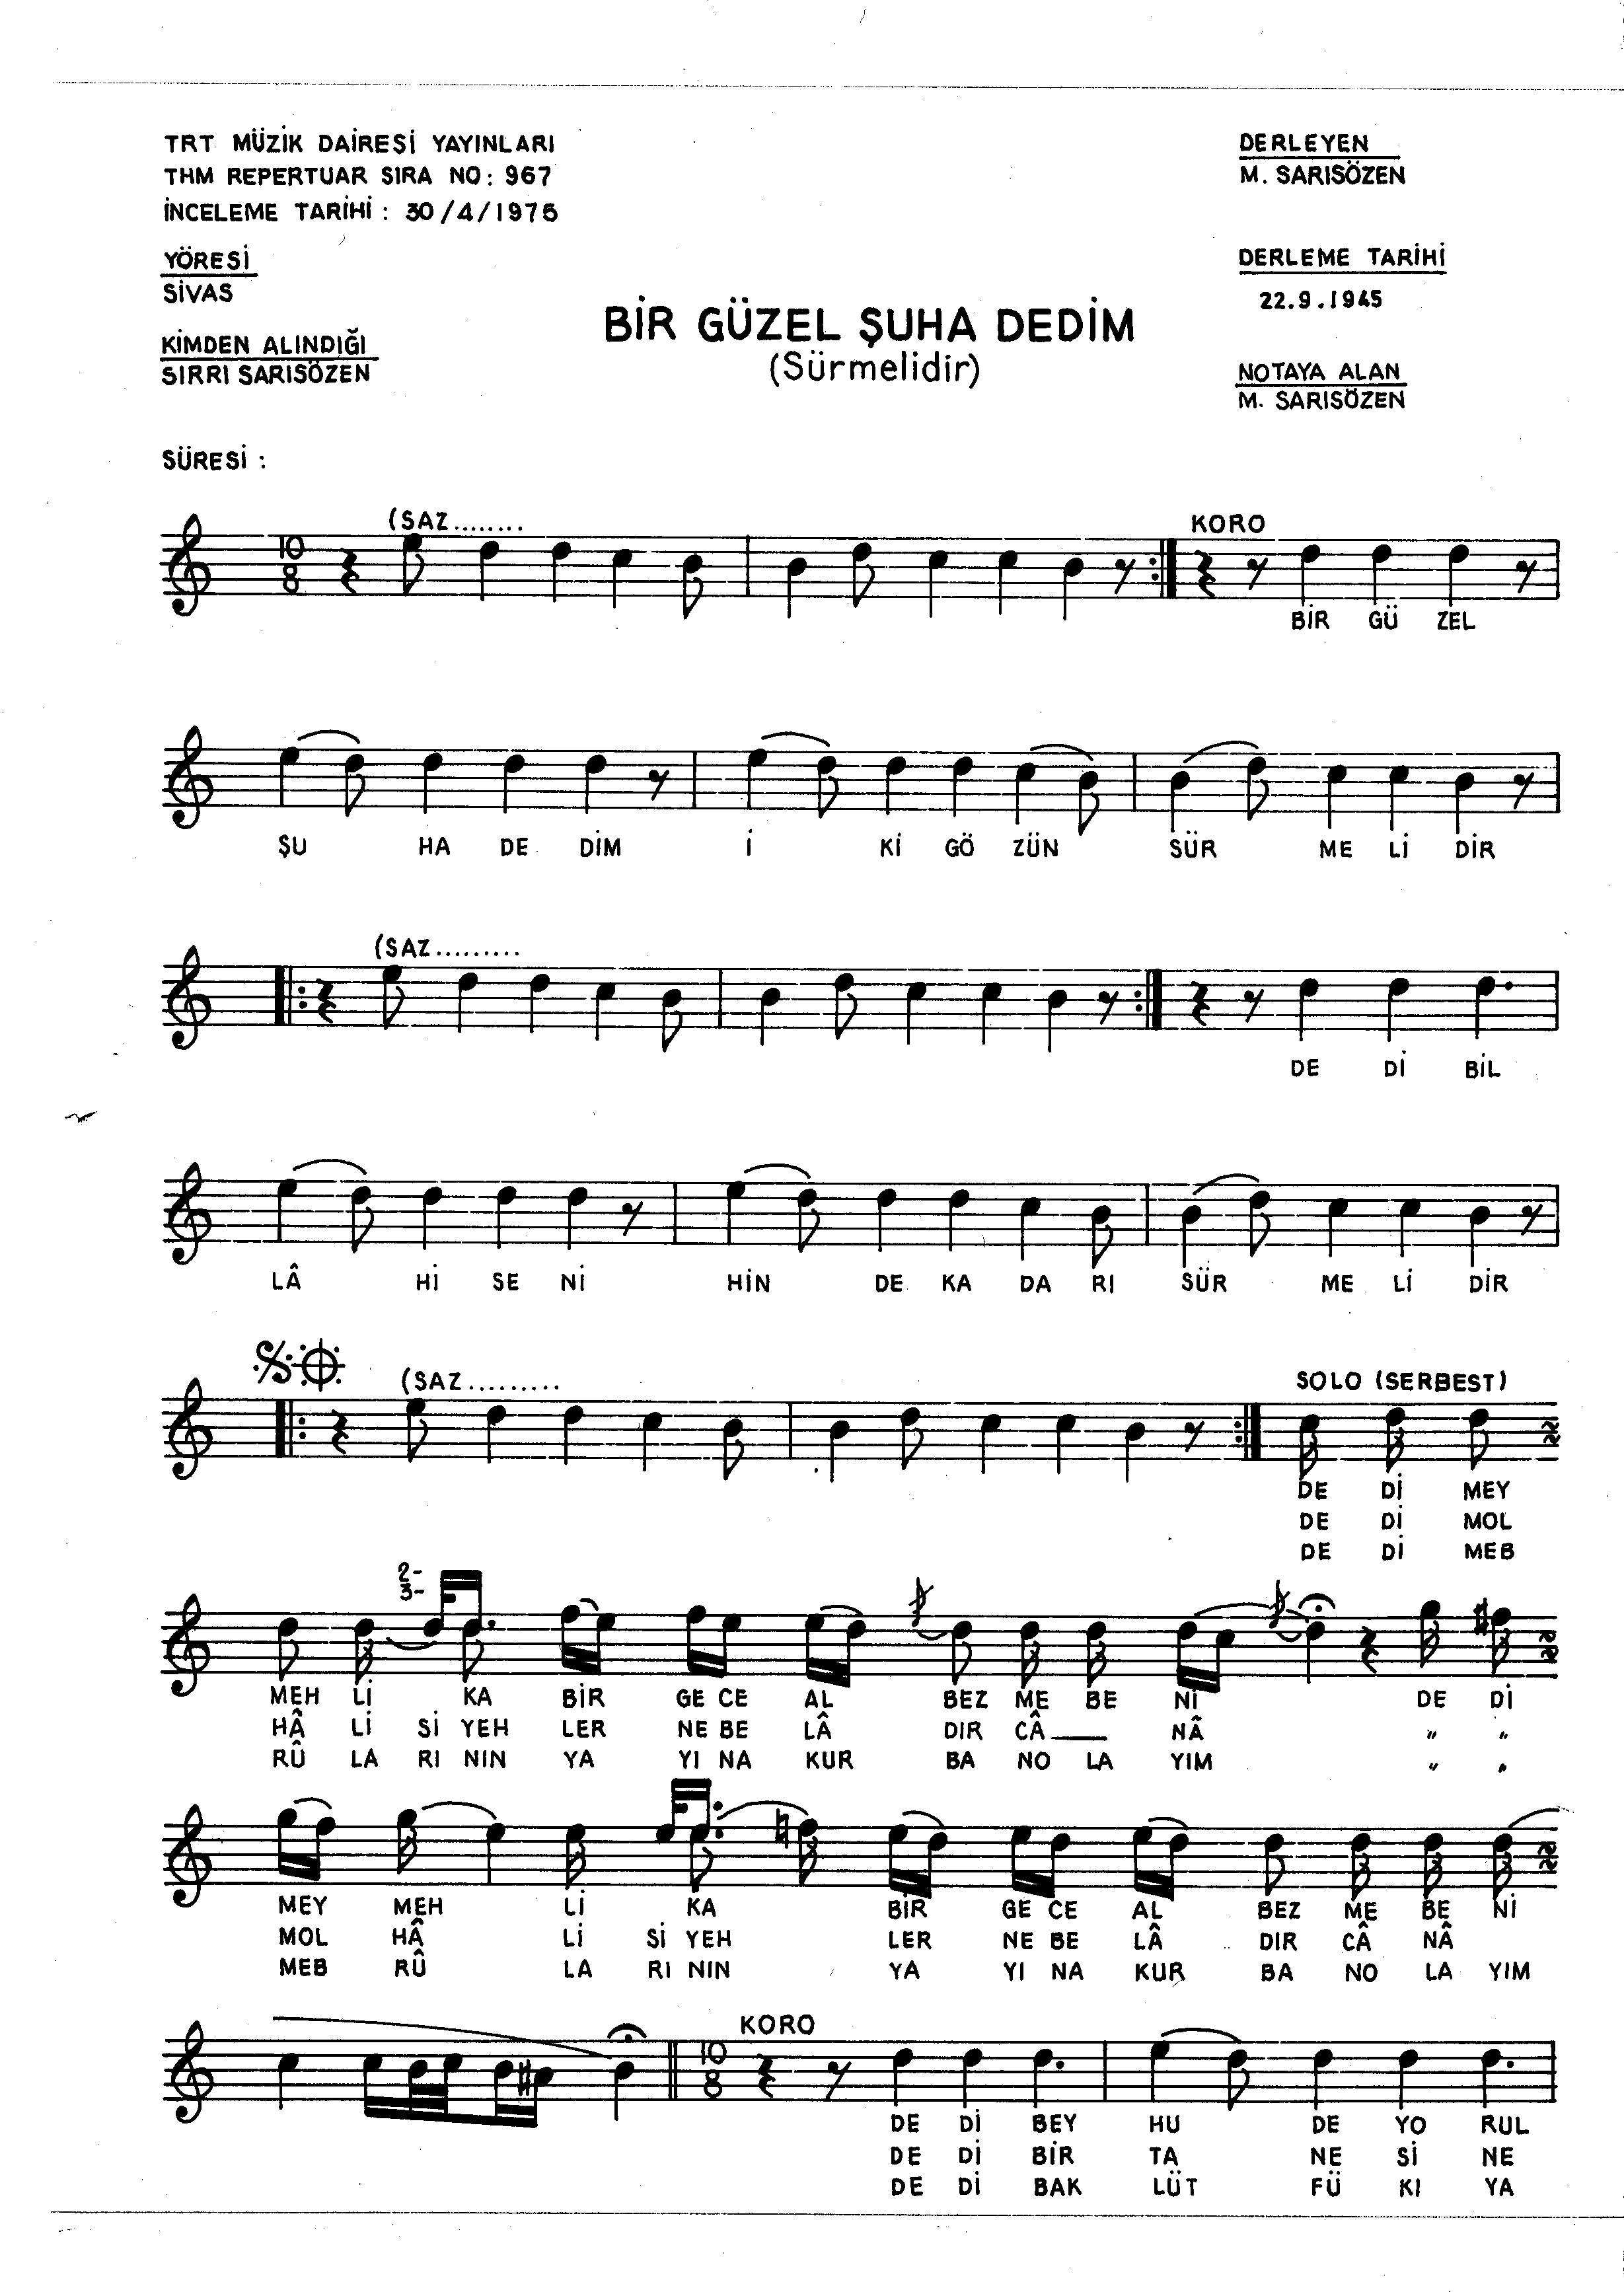 TRT MÜZİK DAİRESİ YAYINLARI
THM REPERTUAR SIRA NO: 967
İNCELEME TARİHİ : 30/4/1975
YÖRESİ
SİVAS
KİMDEN ALINDIĞI
SIRRI SARISÖZEN
DERLEYEN
M. SARISÖZEN
DERLEME TARİHİ
22.9.1945
NOTAYA ALAN
M. SARISÖZEN
BİR GÜZEL ŞUHA DEDİM
(Sürmelidir)
SÜRESİ :
(SAZ........ KORO
10
8
BİR GÜ ZEL
ŞU HA DE DİM İ Kİ GÖ ZÜN SÜR ME Lİ DİR
(SAZ.........
DE Dİ BİL
LÂ Hİ SE Nİ HİN DE KA DA RI SÜR ME Lİ DİR
(SAZ......... SOLO (SERBEST)
DE Dİ MEY
DE Dİ MOL
DE Dİ MEB
2-
3-
MEH Lİ KA BİR GE CE AL BEZ ME BE Nİ DE Dİ
HÂ Lİ Sİ YEH LER NE BE LÂ DIR CÂ___ NÂ " "
RÛ LA RI NIN YA YI NA KUR BA NO LA YIM " "
MEY MEH Lİ KA BİR GE CE AL BEZ ME BE Nİ
MOL HÂ Lİ Sİ YEH LER NE BE LÂ DIR CÂ NÂ
MEB RÛ LA RI NIN YA YI NA KUR BA NO LA YIM
KORO
10
8
DE Dİ BEY HU DE YO RUL
DE Dİ BİR TA NE Sİ NE
DE Dİ BAK LÜT FÜ KI YA